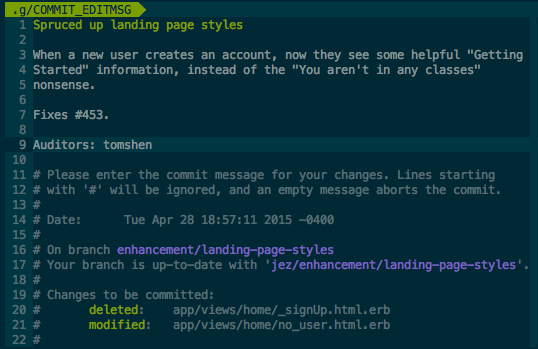 .g/COMMIT_EDITMSG
1 Spruced up landing page styles
2
3 When a new user creates an account, now they see some helpful "Getting
4 Started" information, instead of the "You aren't in any classes"
5 nonsense.
6
7 Fixes #453.
8
9 Auditors: tomshen
10
11 # Please enter the commit message for your changes. Lines starting
12 # with '#' will be ignored, and an empty message aborts the commit.
13 #
14 # Date:      Tue Apr 28 18:57:11 2015 -0400
15 #
16 # On branch enhancement/landing-page-styles
17 # Your branch is up-to-date with 'jez/enhancement/landing-page-styles'.
18 #
19 # Changes to be committed:
20 #       deleted:    app/views/home/_signUp.html.erb
21 #       modified:   app/views/home/no_user.html.erb
22 #